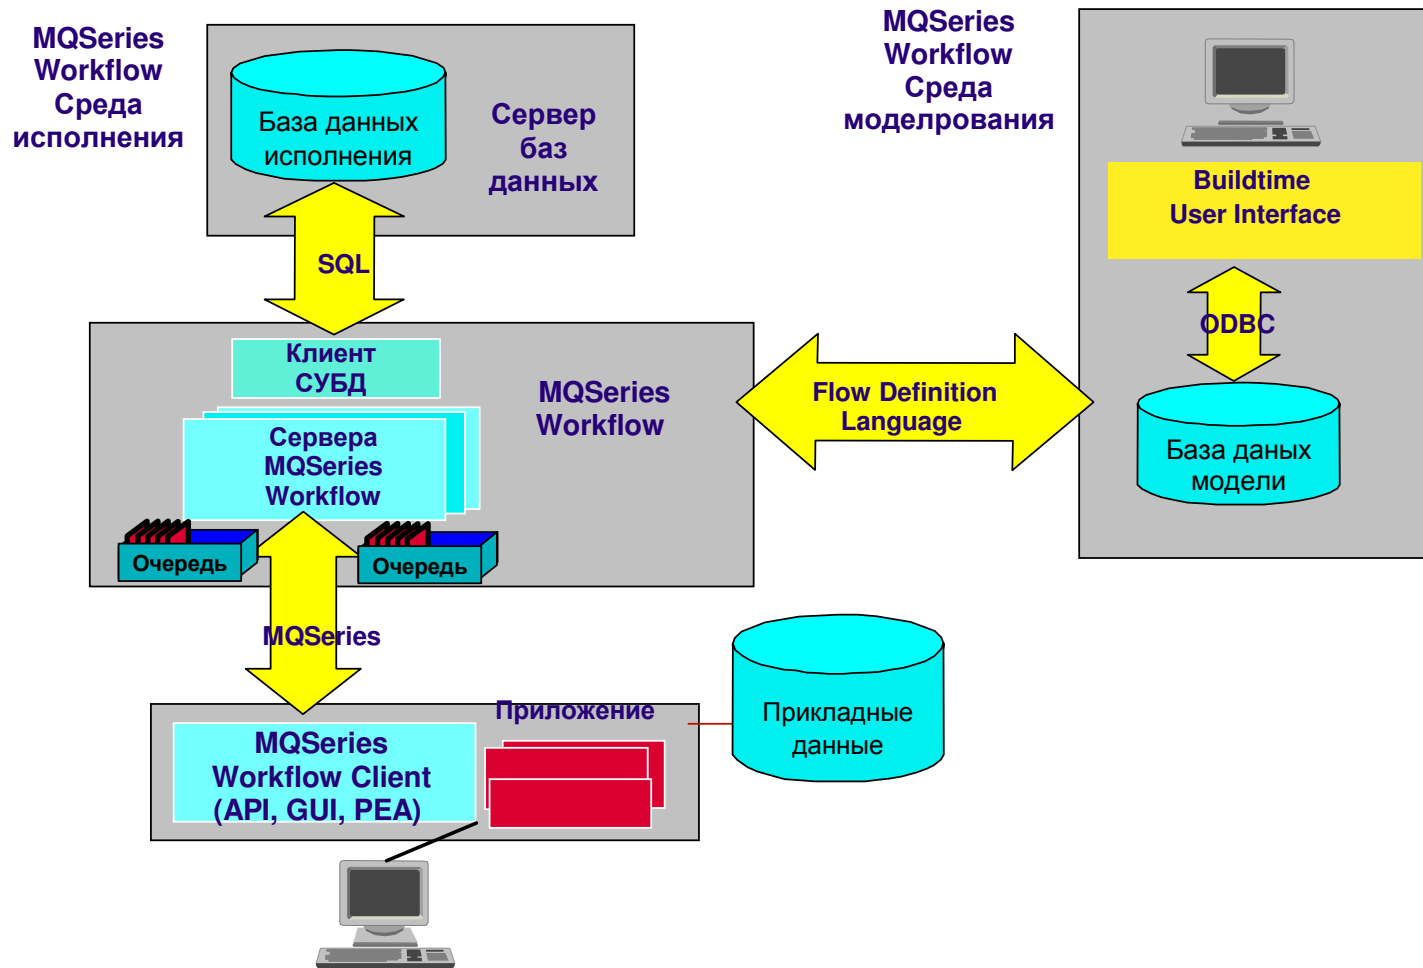 MQSeries
Workflow
Среда
исполнения
База данных
исполнения
Сервер
баз
данных
SQL
MQSeries
Workflow
Среда
моделрования
Buildtime
User Interface
ODBC
База даных
модели
Клиент
СУБД
MQSeries
Workflow
Сервера
MQSeries
Workflow
Очередь
Очередь
Flow Definition
Language
MQSeries
Приложение
MQSeries
Workflow Client
(API, GUI, PEA)
Прикладные
данные